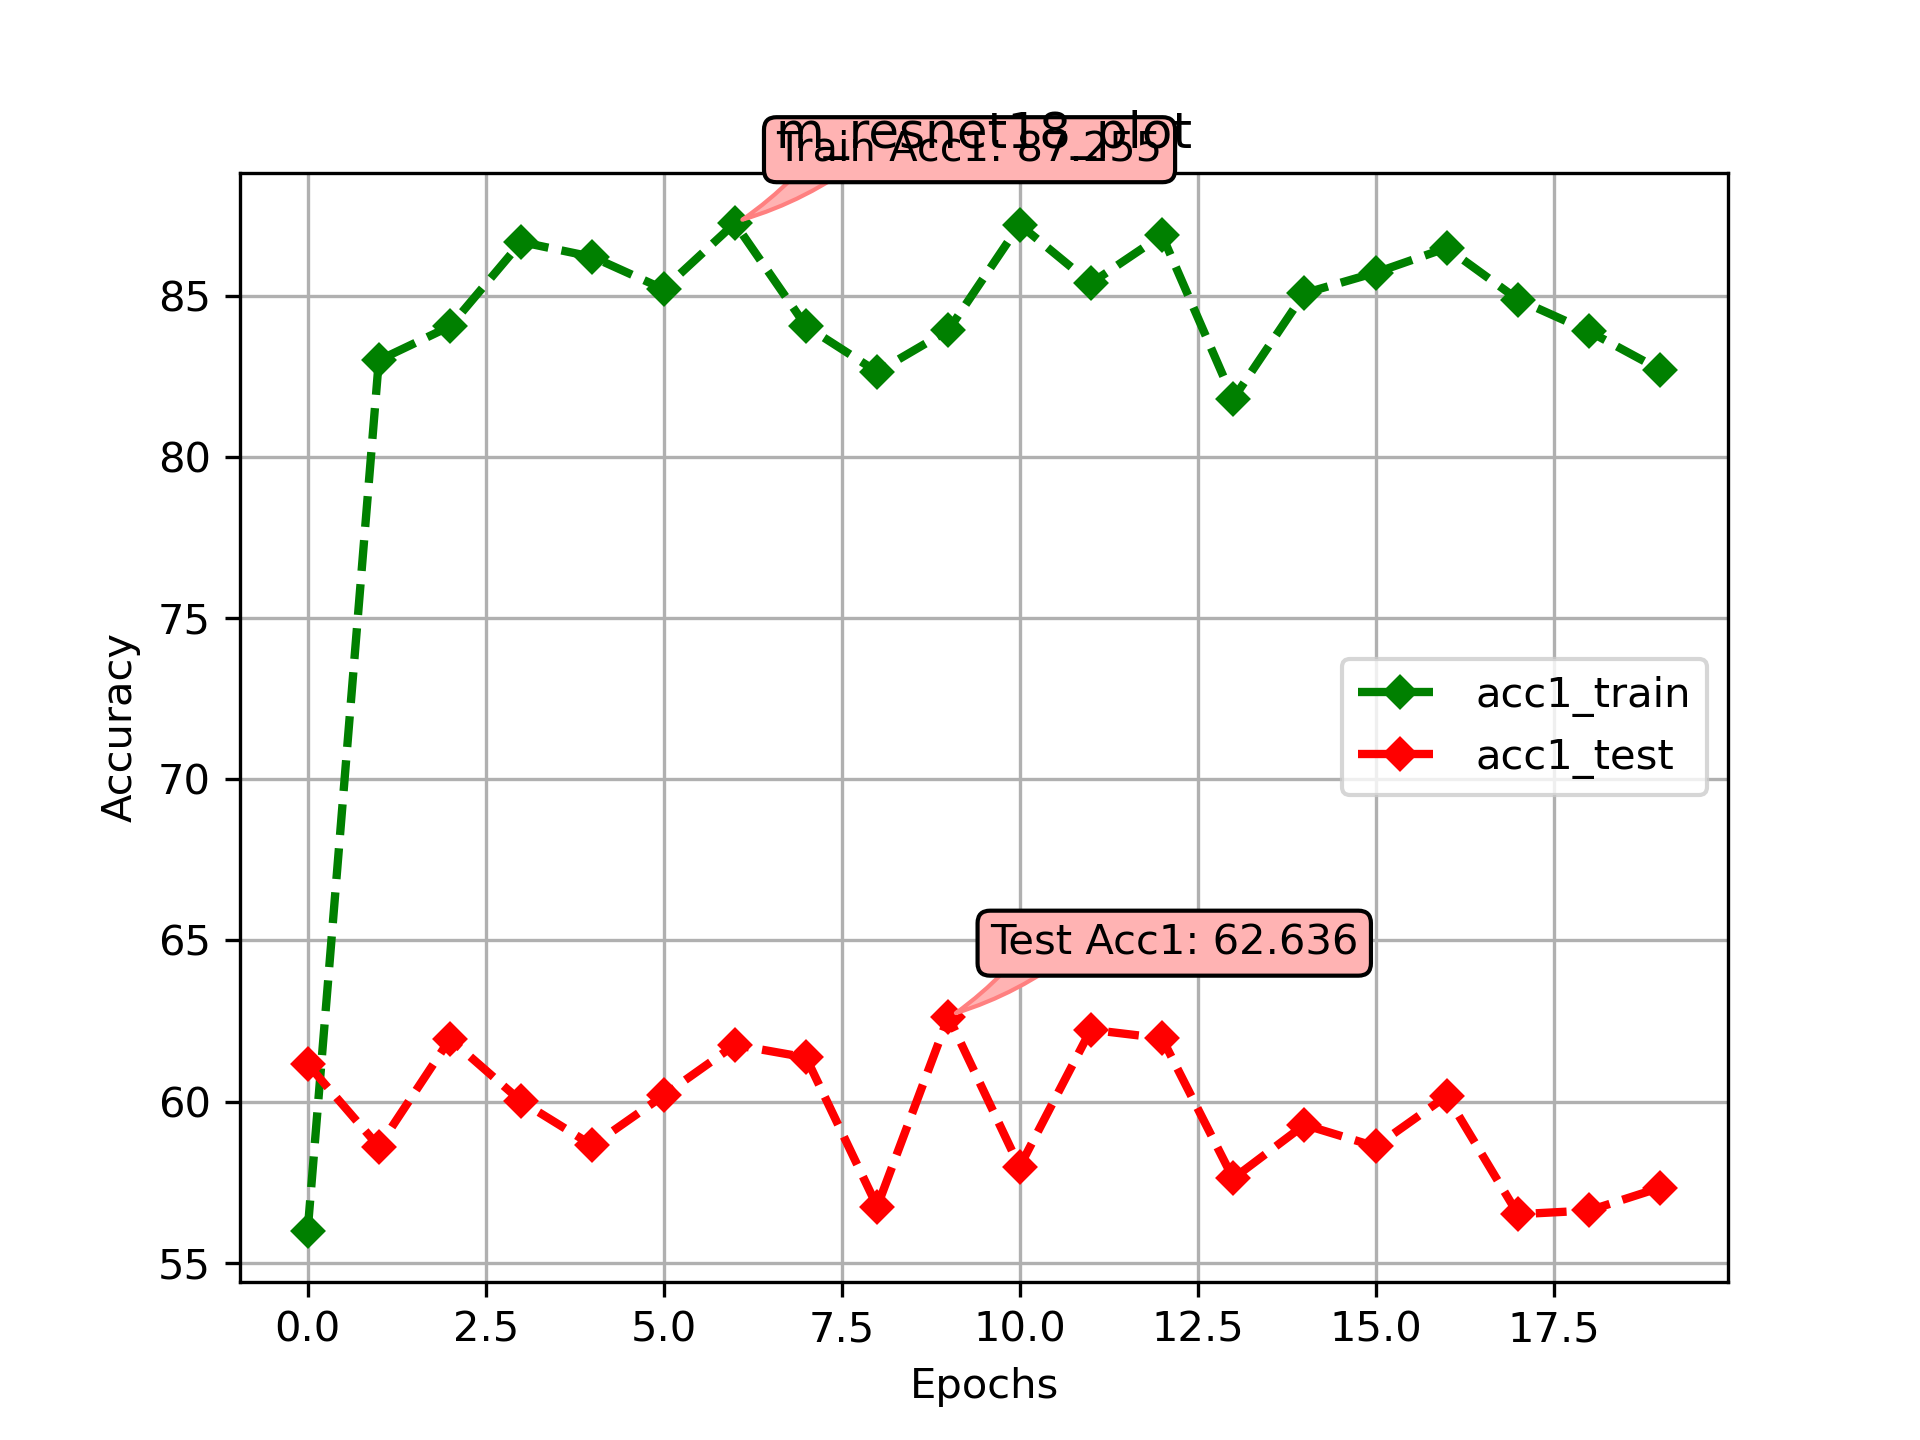 m_resnet18_plot
Train Acc1: 87.255
85
80
75
70
65
60
55
Accuracy
acc1_train
acc1_test
Test Acc1: 62.636
0.0 2.5 5.0 7.5 10.0 12.5 15.0 17.5
Epochs